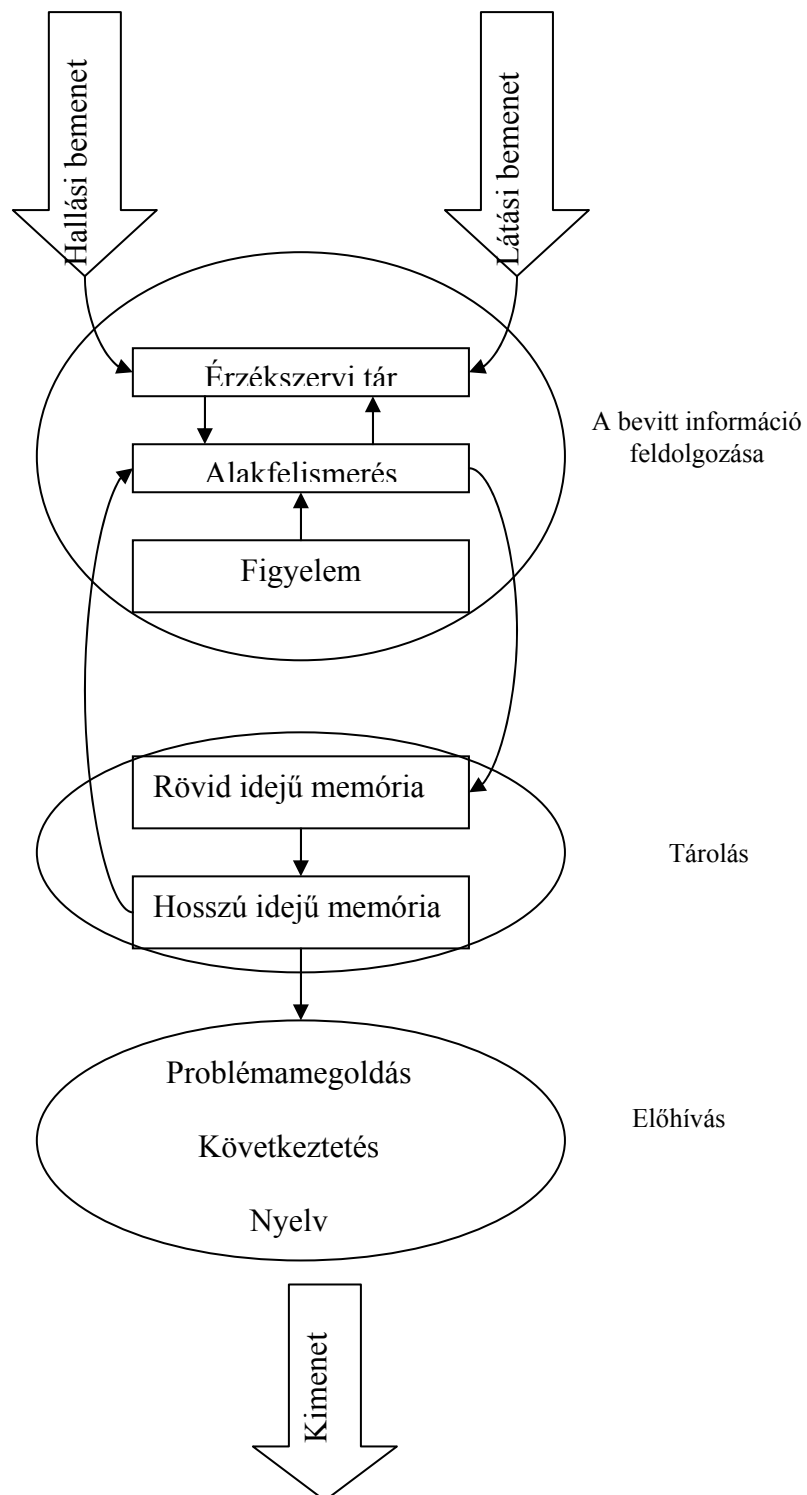 Hallási bemenet
Látási bemenet
Érzékszervi tár
Alakfelismerés
Figyelem
A bevitt információ
feldolgozása
Rövid idejű memória
Hosszú idejű memória
Tárolás
Problémamegoldás
Következtetés
Nyelv
Előhívás
Kimenet